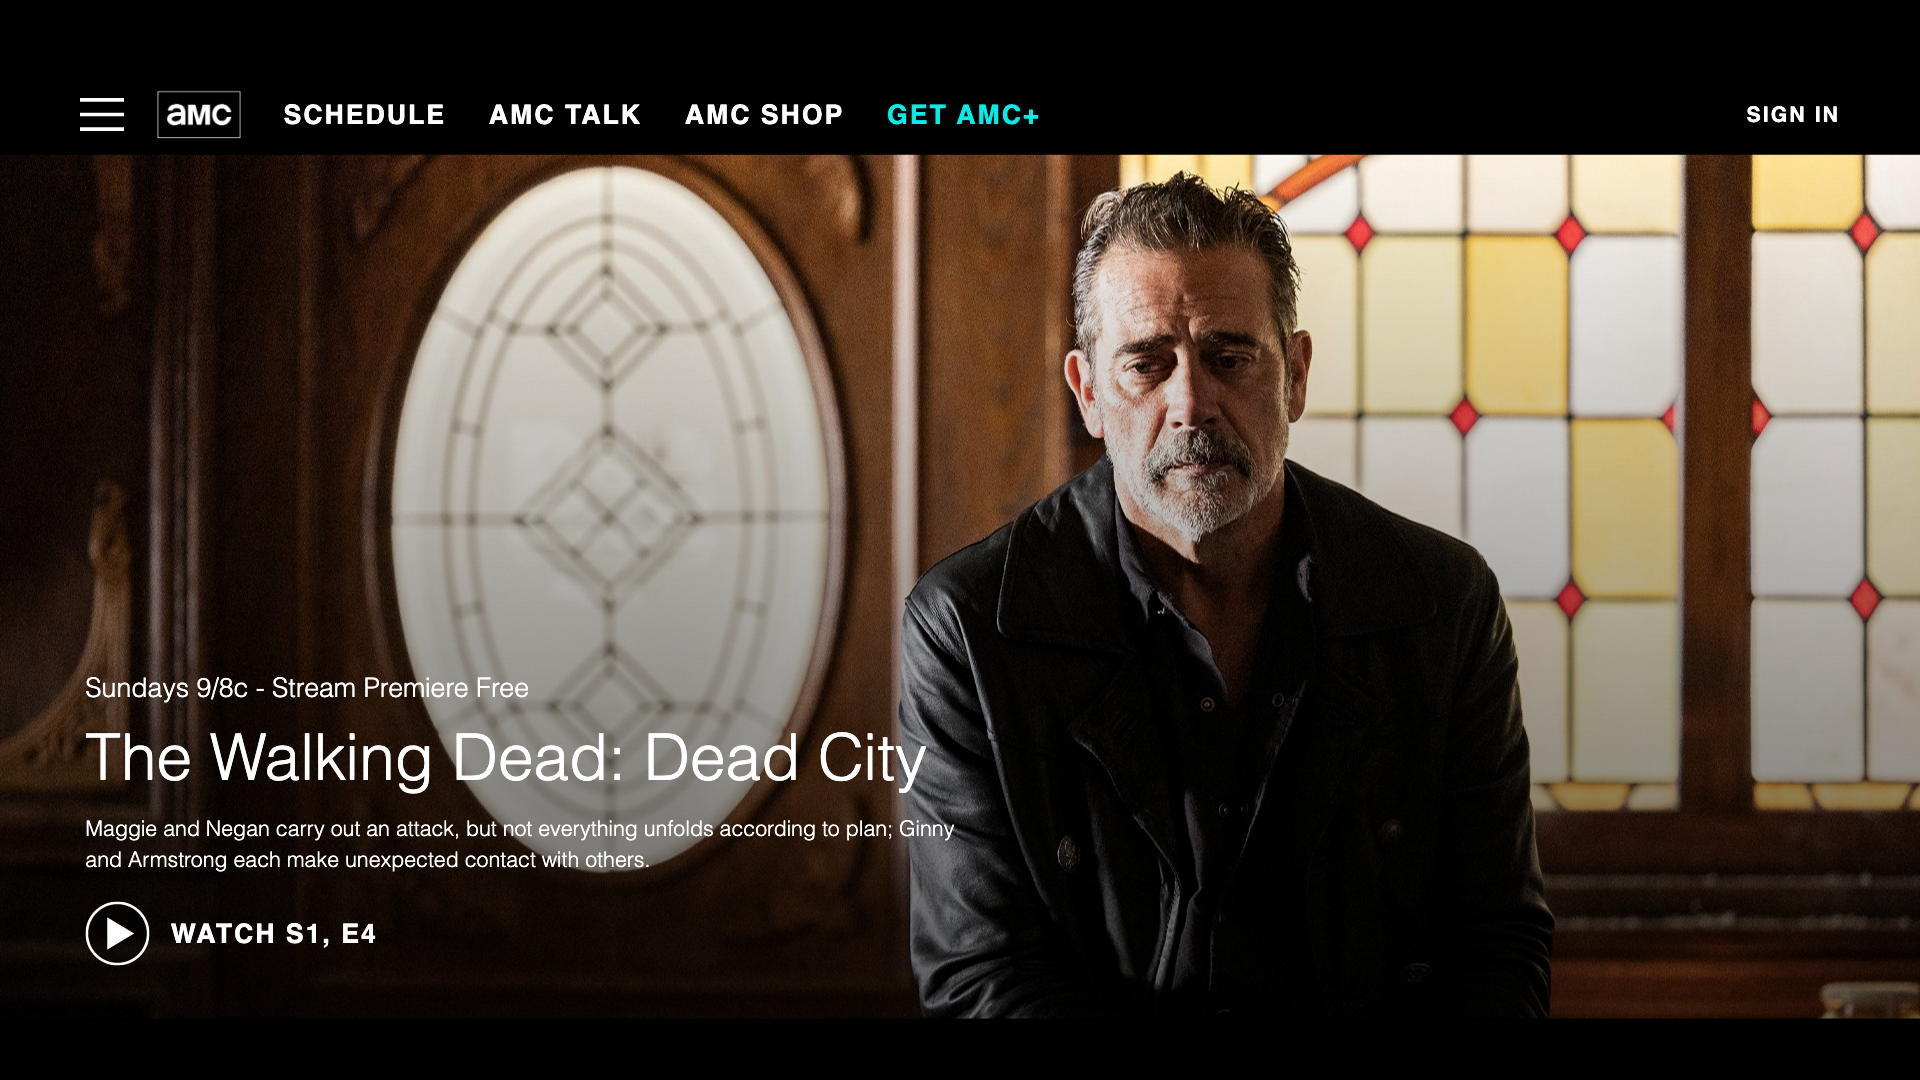 aMC
SCHEDULE
AMC TALK
AMC SHOP
GET AMC+
SIGN IN
Sundays 9/8c - Stream Premiere Free
The Walking Dead: Dead City
Maggie and Negan carry out an attack, but not everything unfolds according to plan; Ginny
and Armstrong each make unexpected contact with others.
WATCH S1, E4